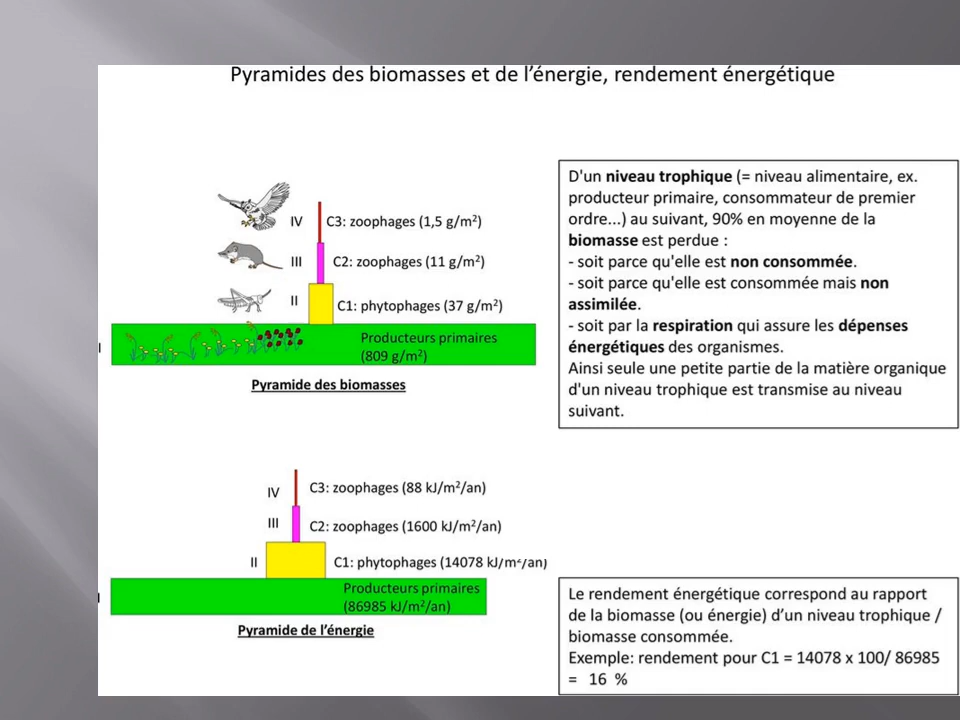 Pyramides des biomasses et de l'énergie, rendement énergétique
IV
C3: zoophages (1,5 g/m²)
III
C2: zoophages (11 g/m²)
II
C1: phytophages (37 g/m²)
I
Producteurs primaires
(809 g/m²)
Pyramide des biomasses
D'un niveau trophique (= niveau alimentaire, ex.
producteur primaire, consommateur de premier
ordre...) au suivant, 90% en moyenne de la
biomasse est perdue :
- soit parce qu'elle est non consommée.
- soit parce qu'elle est consommée mais non
assimilée.
- soit par la respiration qui assure les dépenses
énergétiques des organismes.
Ainsi seule une petite partie de la matière organique
d'un niveau trophique est transmise au niveau
suivant.
IV
C3: zoophages (88 kJ/m²/an)
III
C2: zoophages (1600 kJ/m²/an)
II
C1: phytophages (14078 kJ/m²/an)
I
Producteurs primaires
(86985 kJ/m²/an)
Pyramide de l'énergie
Le rendement énergétique correspond au rapport
de la biomasse (ou énergie) d'un niveau trophique /
biomasse consommée.
Exemple: rendement pour C1 = 14078 x 100/ 86985
= 16 %